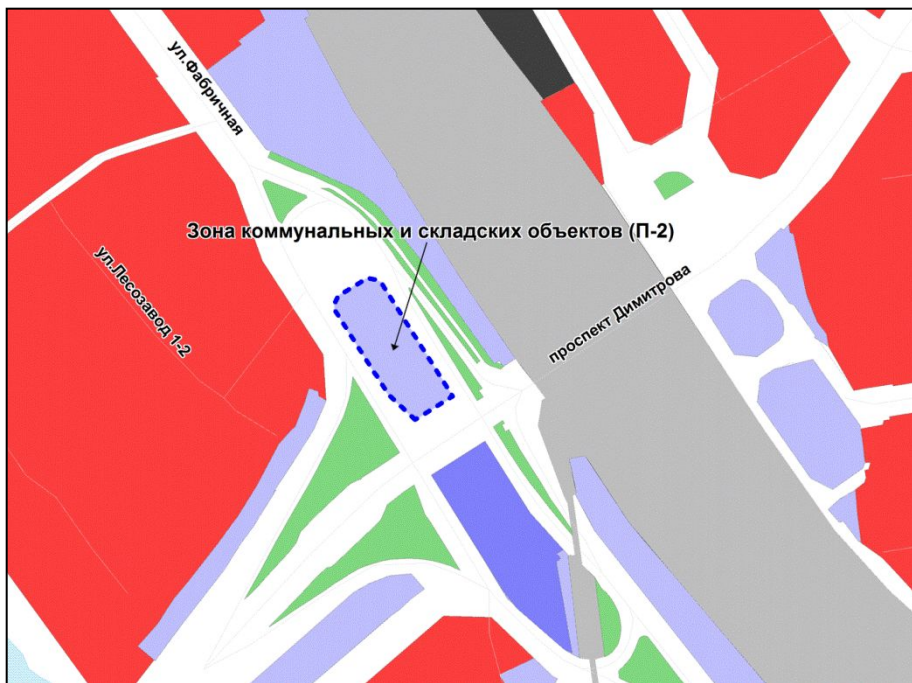 ул.Фабричная
Зона коммунальных и складских объектов (П-2)
ул.Лесозавод 1-2
проспект Димитрова